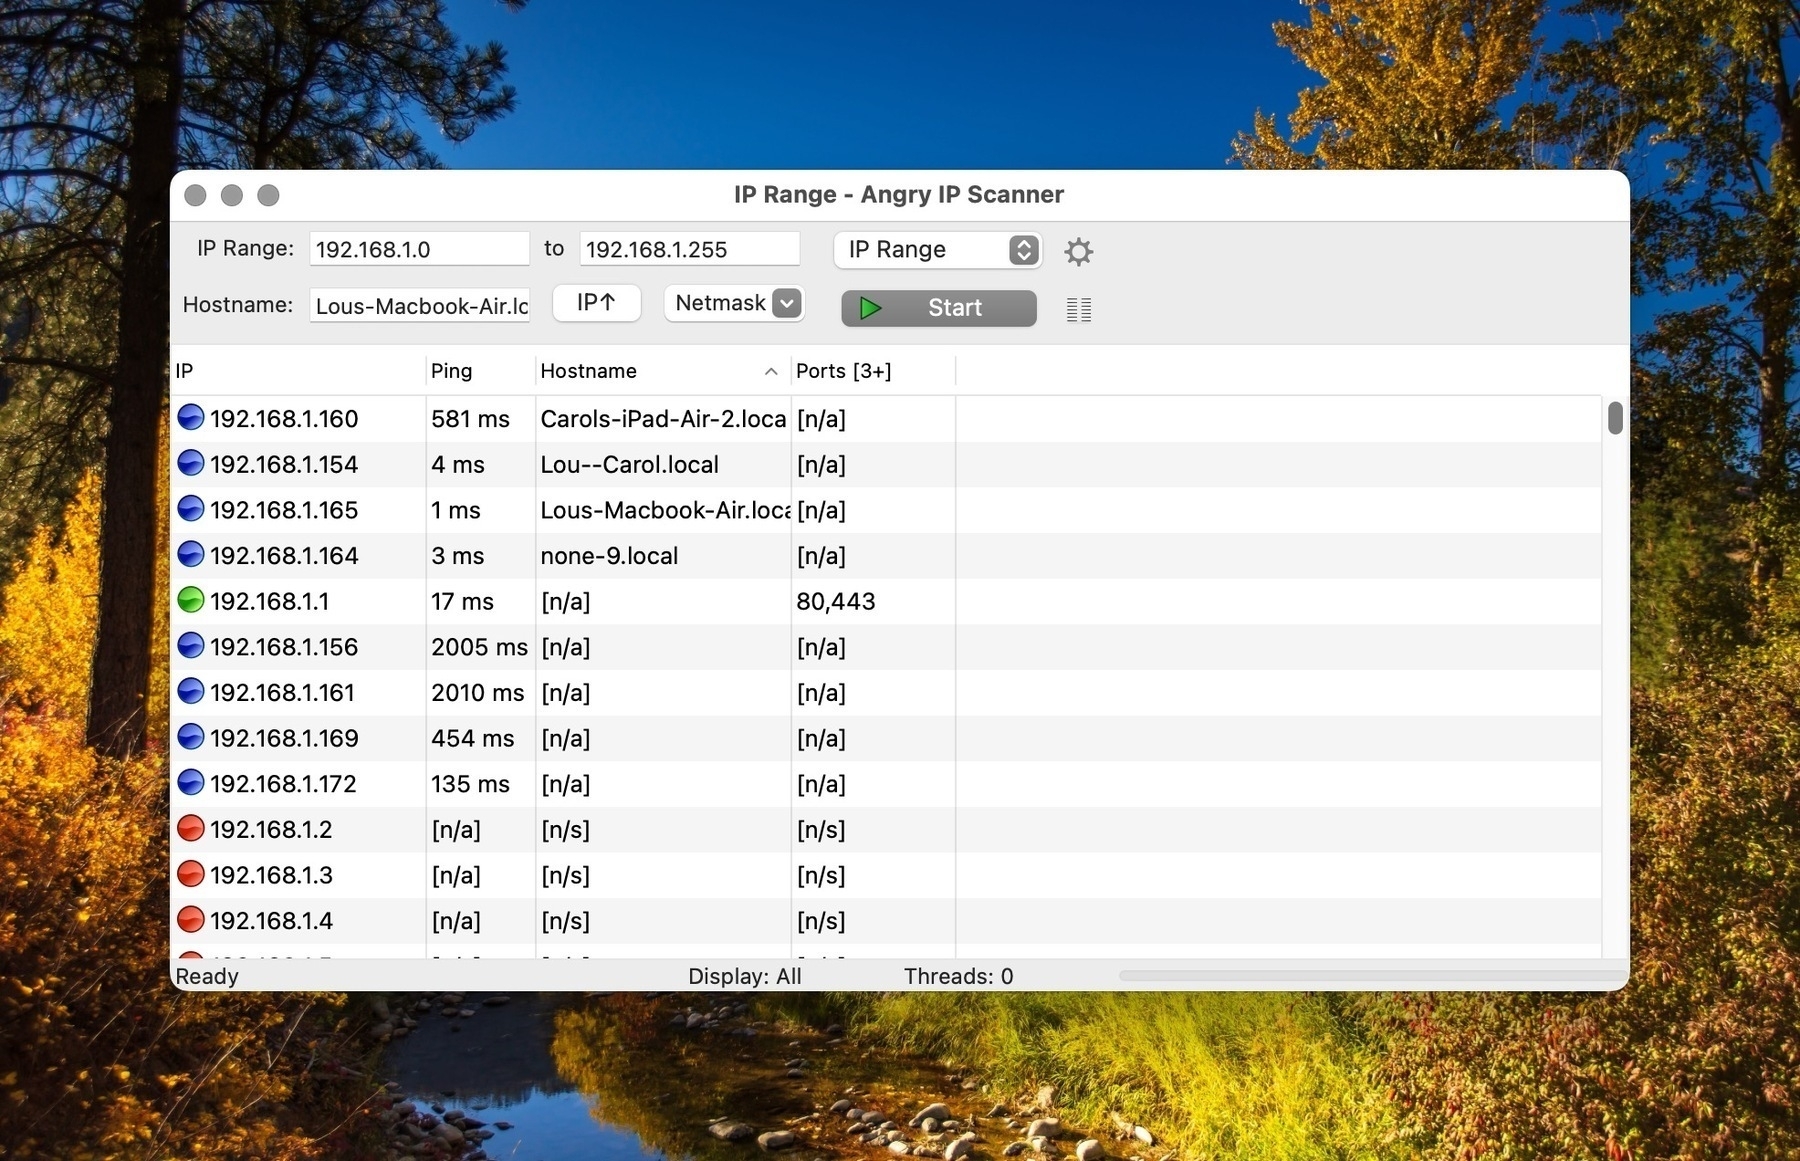 IP Range - Angry IP Scanner
IP Range: 192.168.1.0 to 192.168.1.255 IP Range
Hostname: Lous-Macbook-Air.lc IP↑ Netmask Start
IP Ping Hostname Ports [3+]
192.168.1.160 581 ms Carols-iPad-Air-2.loca [n/a]
192.168.1.154 4 ms Lou--Carol.local [n/a]
192.168.1.165 1 ms Lous-Macbook-Air.loca [n/a]
192.168.1.164 3 ms none-9.local [n/a]
192.168.1.1 17 ms [n/a] 80,443
192.168.1.156 2005 ms [n/a] [n/a]
192.168.1.161 2010 ms [n/a] [n/a]
192.168.1.169 454 ms [n/a] [n/a]
192.168.1.172 135 ms [n/a] [n/a]
192.168.1.2 [n/a] [n/s] [n/s]
192.168.1.3 [n/a] [n/s] [n/s]
192.168.1.4 [n/a] [n/s] [n/s]
Ready Display: All Threads: 0